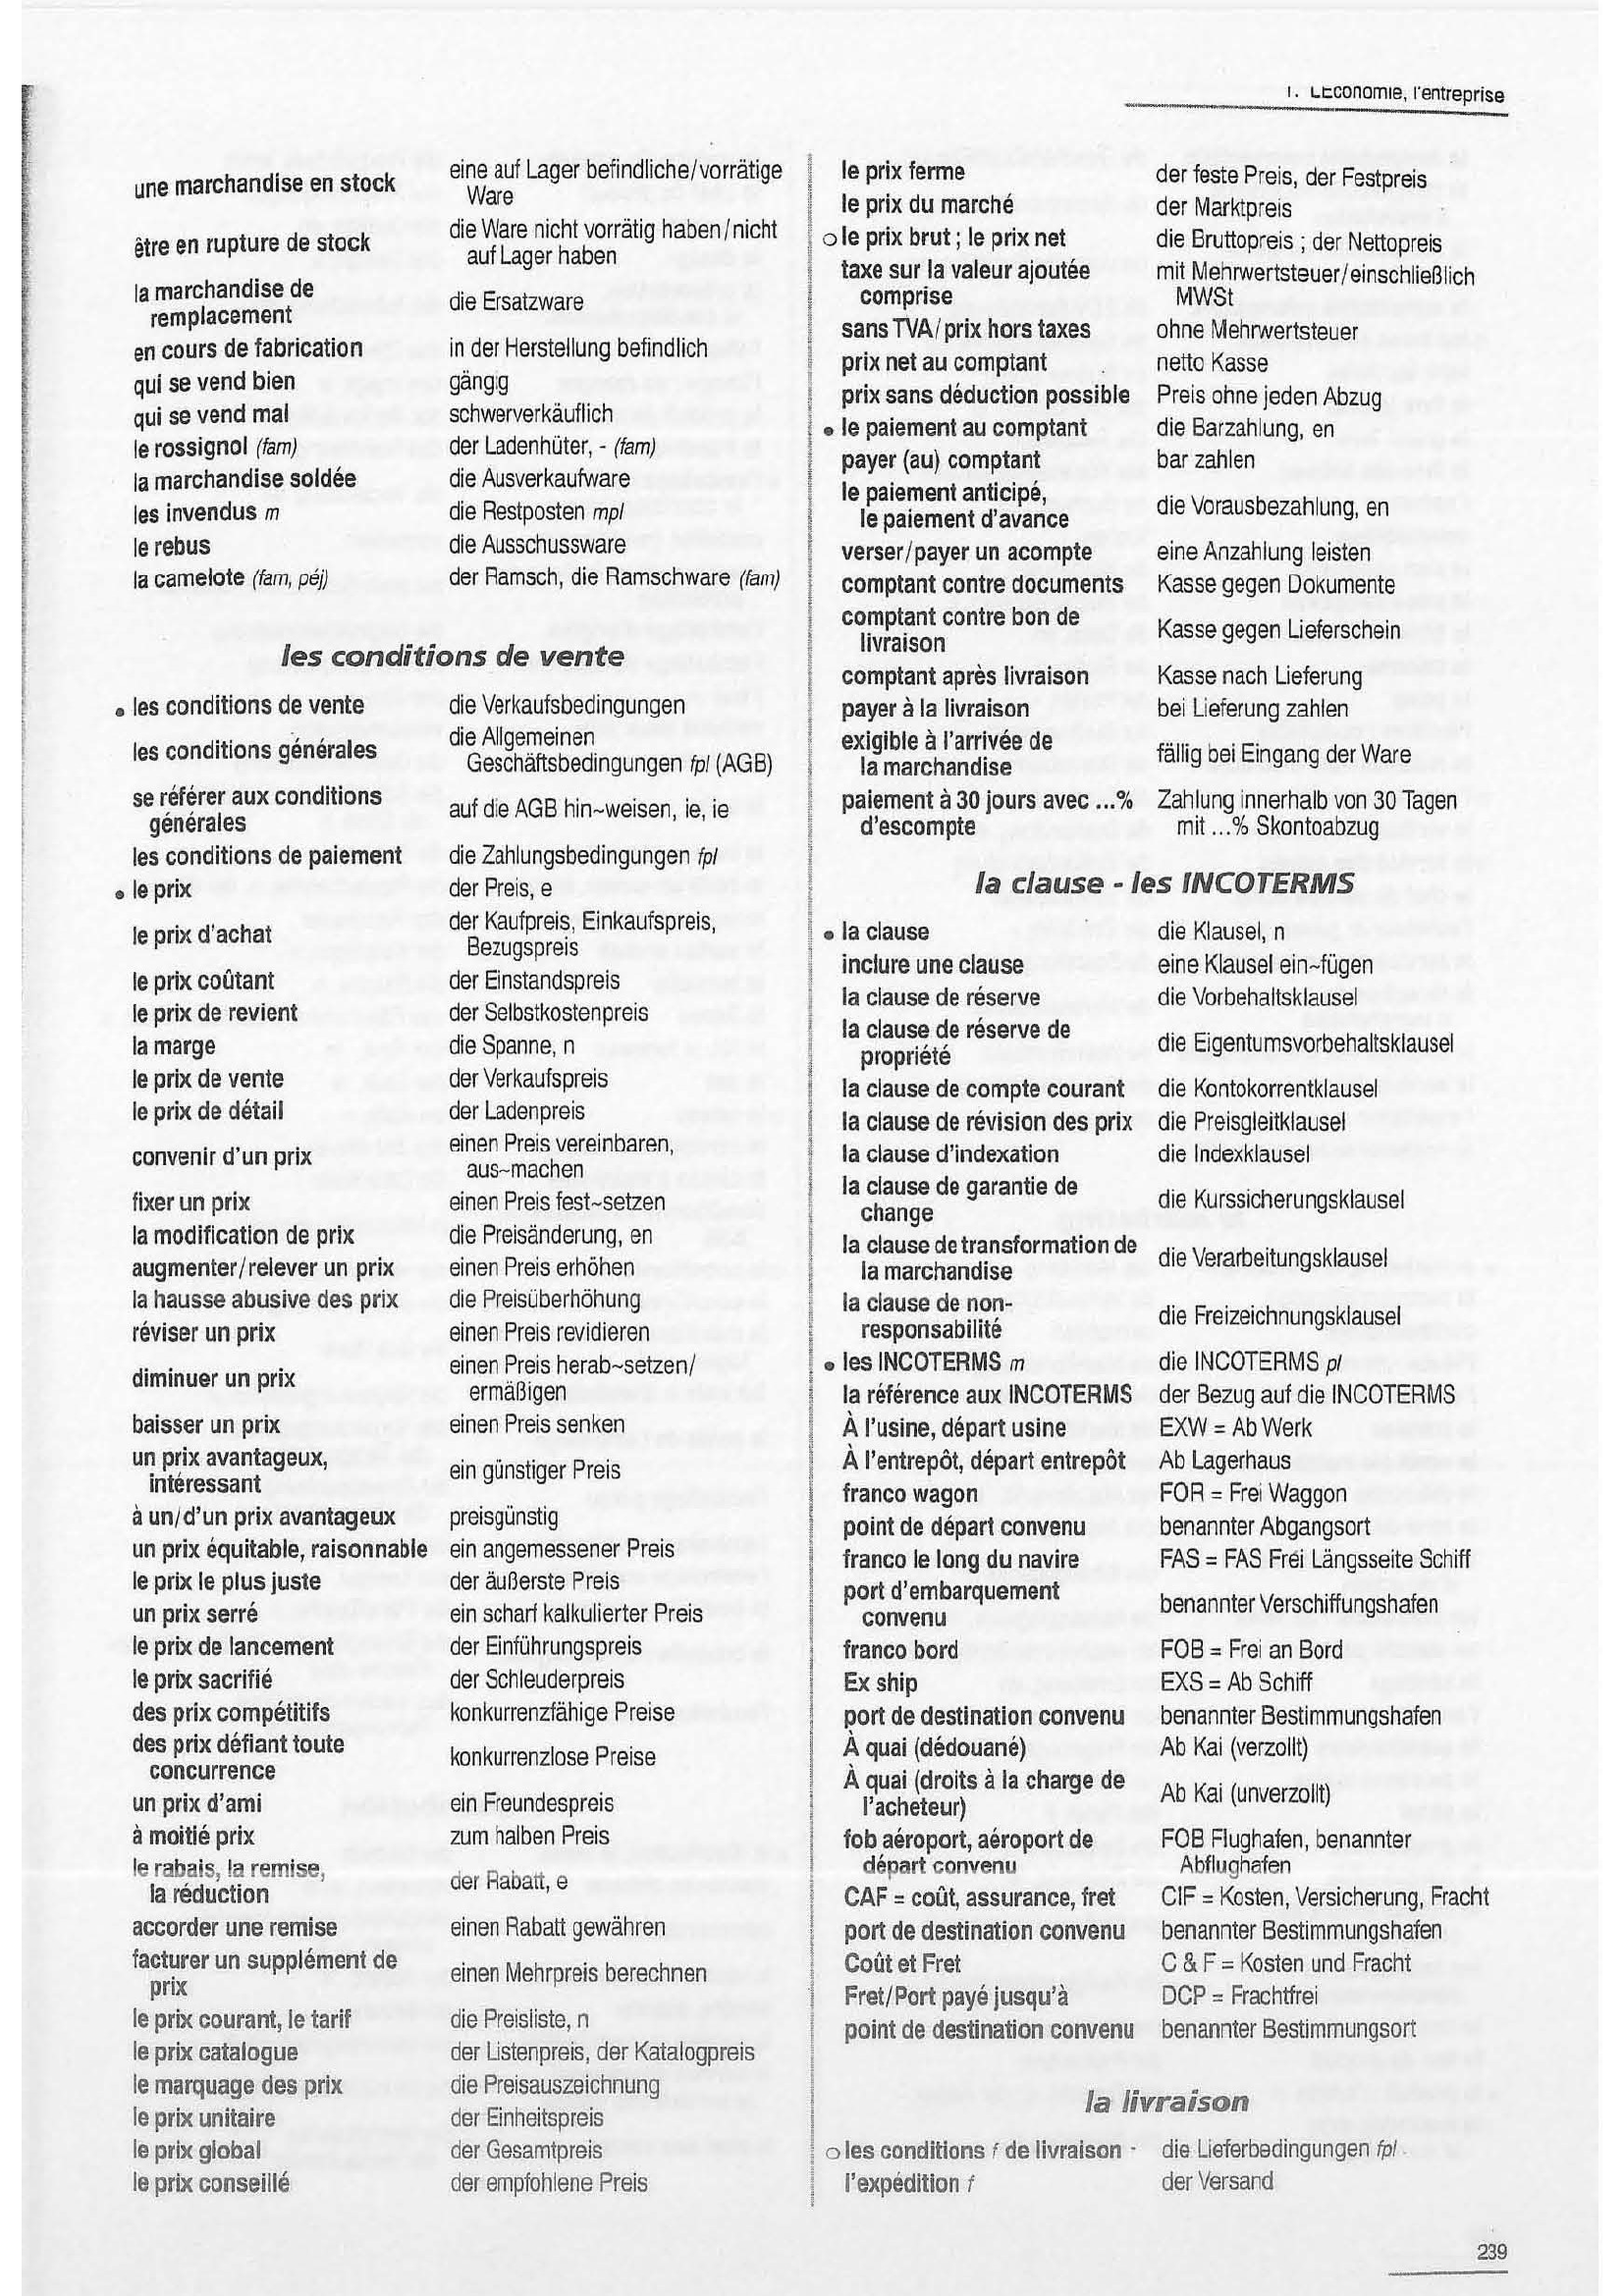 1. L'Economie, l'entreprise
une marchandise en stock eine auf Lager befindliche/vorrätige
Ware
être en rupture de stock die Ware nicht vorrätig haben/nicht
auf Lager haben
la marchandise de
remplacement die Ersatzware
en cours de fabrication in der Herstellung befindlich
qui se vend bien gängig
qui se vend mal schwerverkäuflich
le rossignol (fam) der Ladenhüter, - (fam)
la marchandise soldée die Ausverkaufware
les invendus m die Restposten mpl
le rebus die Ausschussware
la camelote (fam, péj) der Ramsch, die Ramschware (fam)
les conditions de vente
• les conditions de vente die Verkaufsbedingungen
les conditions générales die Allgemeinen
Geschäftsbedingungen fpl (AGB)
se référer aux conditions
générales auf die AGB hin~weisen, ie, ie
les conditions de paiement die Zahlungsbedingungen fpl
• le prix der Preis, e
le prix d'achat der Kaufpreis, Einkaufspreis,
Bezugspreis
le prix coûtant der Einstandspreis
le prix de revient der Selbstkostenpreis
la marge die Spanne, n
le prix de vente der Verkaufspreis
le prix de détail der Ladenpreis
convenir d'un prix einen Preis vereinbaren,
aus~machen
fixer un prix einen Preis fest~setzen
la modification de prix die Preisänderung, en
augmenter/relever un prix einen Preis erhöhen
la hausse abusive des prix die Preisüberhöhung
réviser un prix einen Preis revidieren
diminuer un prix einen Preis herab~setzen/
ermäßigen
baisser un prix einen Preis senken
un prix avantageux,
intéressant ein günstiger Preis
à un/d'un prix avantageux preisgünstig
un prix équitable, raisonnable ein angemessener Preis
le prix le plus juste der äußerste Preis
un prix serré ein scharf kalkulierter Preis
le prix de lancement der Einführungspreis
le prix sacrifié der Schleuderpreis
des prix compétitifs konkurrenzfähige Preise
des prix défiant toute
concurrence konkurrenzlose Preise
un prix d'ami ein Freundespreis
à moitié prix zum halben Preis
le rabais, la remise,
la réduction der Rabatt, e
accorder une remise einen Rabatt gewähren
facturer un supplément de
prix einen Mehrpreis berechnen
le prix courant, le tarif die Preisliste, n
le prix catalogue der Listenpreis, der Katalogpreis
le marquage des prix die Preisauszeichnung
le prix unitaire der Einheitspreis
le prix global der Gesamtpreis
le prix conseillé der empfohlene Preis
le prix ferme der feste Preis, der Festpreis
le prix du marché der Marktpreis
o le prix brut ; le prix net die Bruttopreis ; der Nettopreis
taxe sur la valeur ajoutée mit Mehrwertsteuer/einschließlich
comprise MWSt
sans TVA/prix hors taxes ohne Mehrwertsteuer
prix net au comptant netto Kasse
prix sans déduction possible Preis ohne jeden Abzug
• le paiement au comptant die Barzahlung, en
payer (au) comptant bar zahlen
le paiement anticipé,
le paiement d'avance die Vorausbezahlung, en
verser/payer un acompte eine Anzahlung leisten
comptant contre documents Kasse gegen Dokumente
comptant contre bon de
livraison Kasse gegen Lieferschein
comptant après livraison Kasse nach Lieferung
payer à la livraison bei Lieferung zahlen
exigible à l'arrivée de
la marchandise fällig bei Eingang der Ware
paiement à 30 jours avec ...% Zahlung innerhalb von 30 Tagen
d'escompte mit ...% Skontoabzug
la clause - les INCOTERMS
• la clause die Klausel, n
inclure une clause eine Klausel ein~fügen
la clause de réserve die Vorbehaltsklausel
la clause de réserve de
propriété die Eigentumsvorbehaltsklausel
la clause de compte courant die Kontokorrentklausel
la clause de révision des prix die Preisgleitklausel
la clause d'indexation die Indexklausel
la clause de garantie de
change die Kurssicherungsklausel
la clause de transformation de
la marchandise die Verarbeitungsklausel
la clause de non-
responsabilité die Freizeichnungsklausel
• les INCOTERMS m die INCOTERMS pl
la référence aux INCOTERMS der Bezug auf die INCOTERMS
À l'usine, départ usine EXW = Ab Werk
À l'entrepôt, départ entrepôt Ab Lagerhaus
franco wagon FOR = Frei Waggon
point de départ convenu benannter Abgangsort
franco le long du navire FAS = FAS Frei Längsseite Schiff
port d'embarquement
convenu benannter Verschiffungshafen
franco bord FOB = Frei an Bord
Ex ship EXS = Ab Schiff
port de destination convenu benannter Bestimmungshafen
À quai (dédouané) Ab Kai (verzollt)
À quai (droits à la charge de
l'acheteur) Ab Kai (unverzollt)
fob aéroport, aéroport de FOB Flughafen, benannter
départ convenu Abflughafen
CAF = coût, assurance, fret CIF = Kosten, Versicherung, Fracht
port de destination convenu benannter Bestimmungshafen
Coût et Fret C & F = Kosten und Fracht
Fret/Port payé jusqu'à DCP = Frachtfrei
point de destination convenu benannter Bestimmungsort
la livraison
o les conditions f de livraison - die Lieferbedingungen fpl
l'expédition f der Versand
239